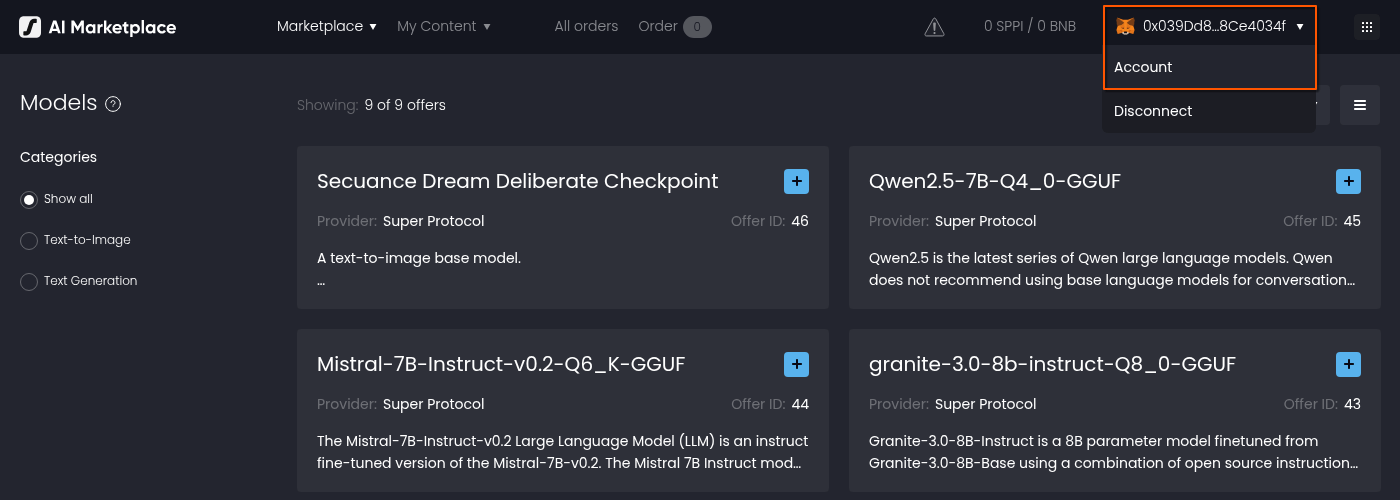 AI Marketplace
Marketplace
My Content
All orders
Order 0
0 SPPI / 0 BNB
0x039Dd8...8Ce4034f
Account
Disconnect
Models ?
Showing: 9 of 9 offers
Categories
Show all
Text-to-Image
Text Generation
Secuance Dream Deliberate Checkpoint
Provider: Super Protocol
Offer ID: 46
A text-to-image base model.
...
Qwen2.5-7B-Q4_0-GGUF
Provider: Super Protocol
Offer ID: 45
Qwen2.5 is the latest series of Qwen large language models. Qwen
does not recommend using base language models for conversation...
Mistral-7B-Instruct-v0.2-Q6_K-GGUF
Provider: Super Protocol
Offer ID: 44
The Mistral-7B-Instruct-v0.2 Large Language Model (LLM) is an instruct
fine-tuned version of the Mistral-7B-v0.2. The Mistral 7B Instruct mod...
granite-3.0-8b-instruct-Q8_0-GGUF
Provider: Super Protocol
Offer ID: 43
Granite-3.0-8B-Instruct is a 8B parameter model finetuned from
Granite-3.0-8B-Base using a combination of open source instruction...